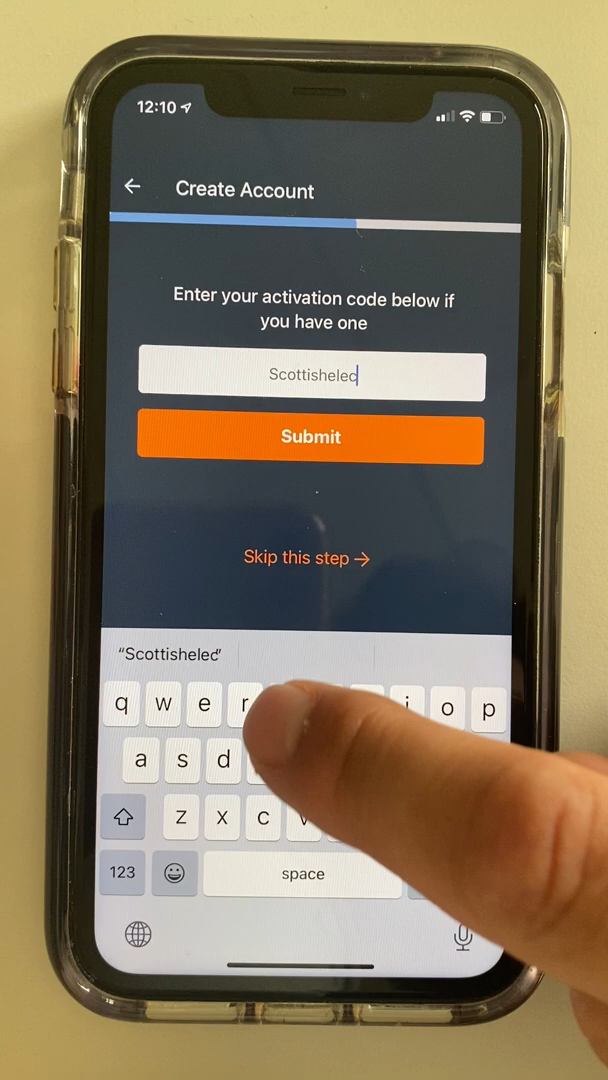 12:10
Create Account
Enter your activation code below if
you have one
Scottishelec
Submit
Skip this step →
“Scottishelec”
q w e r i o p
a s d
z x c v
123 space